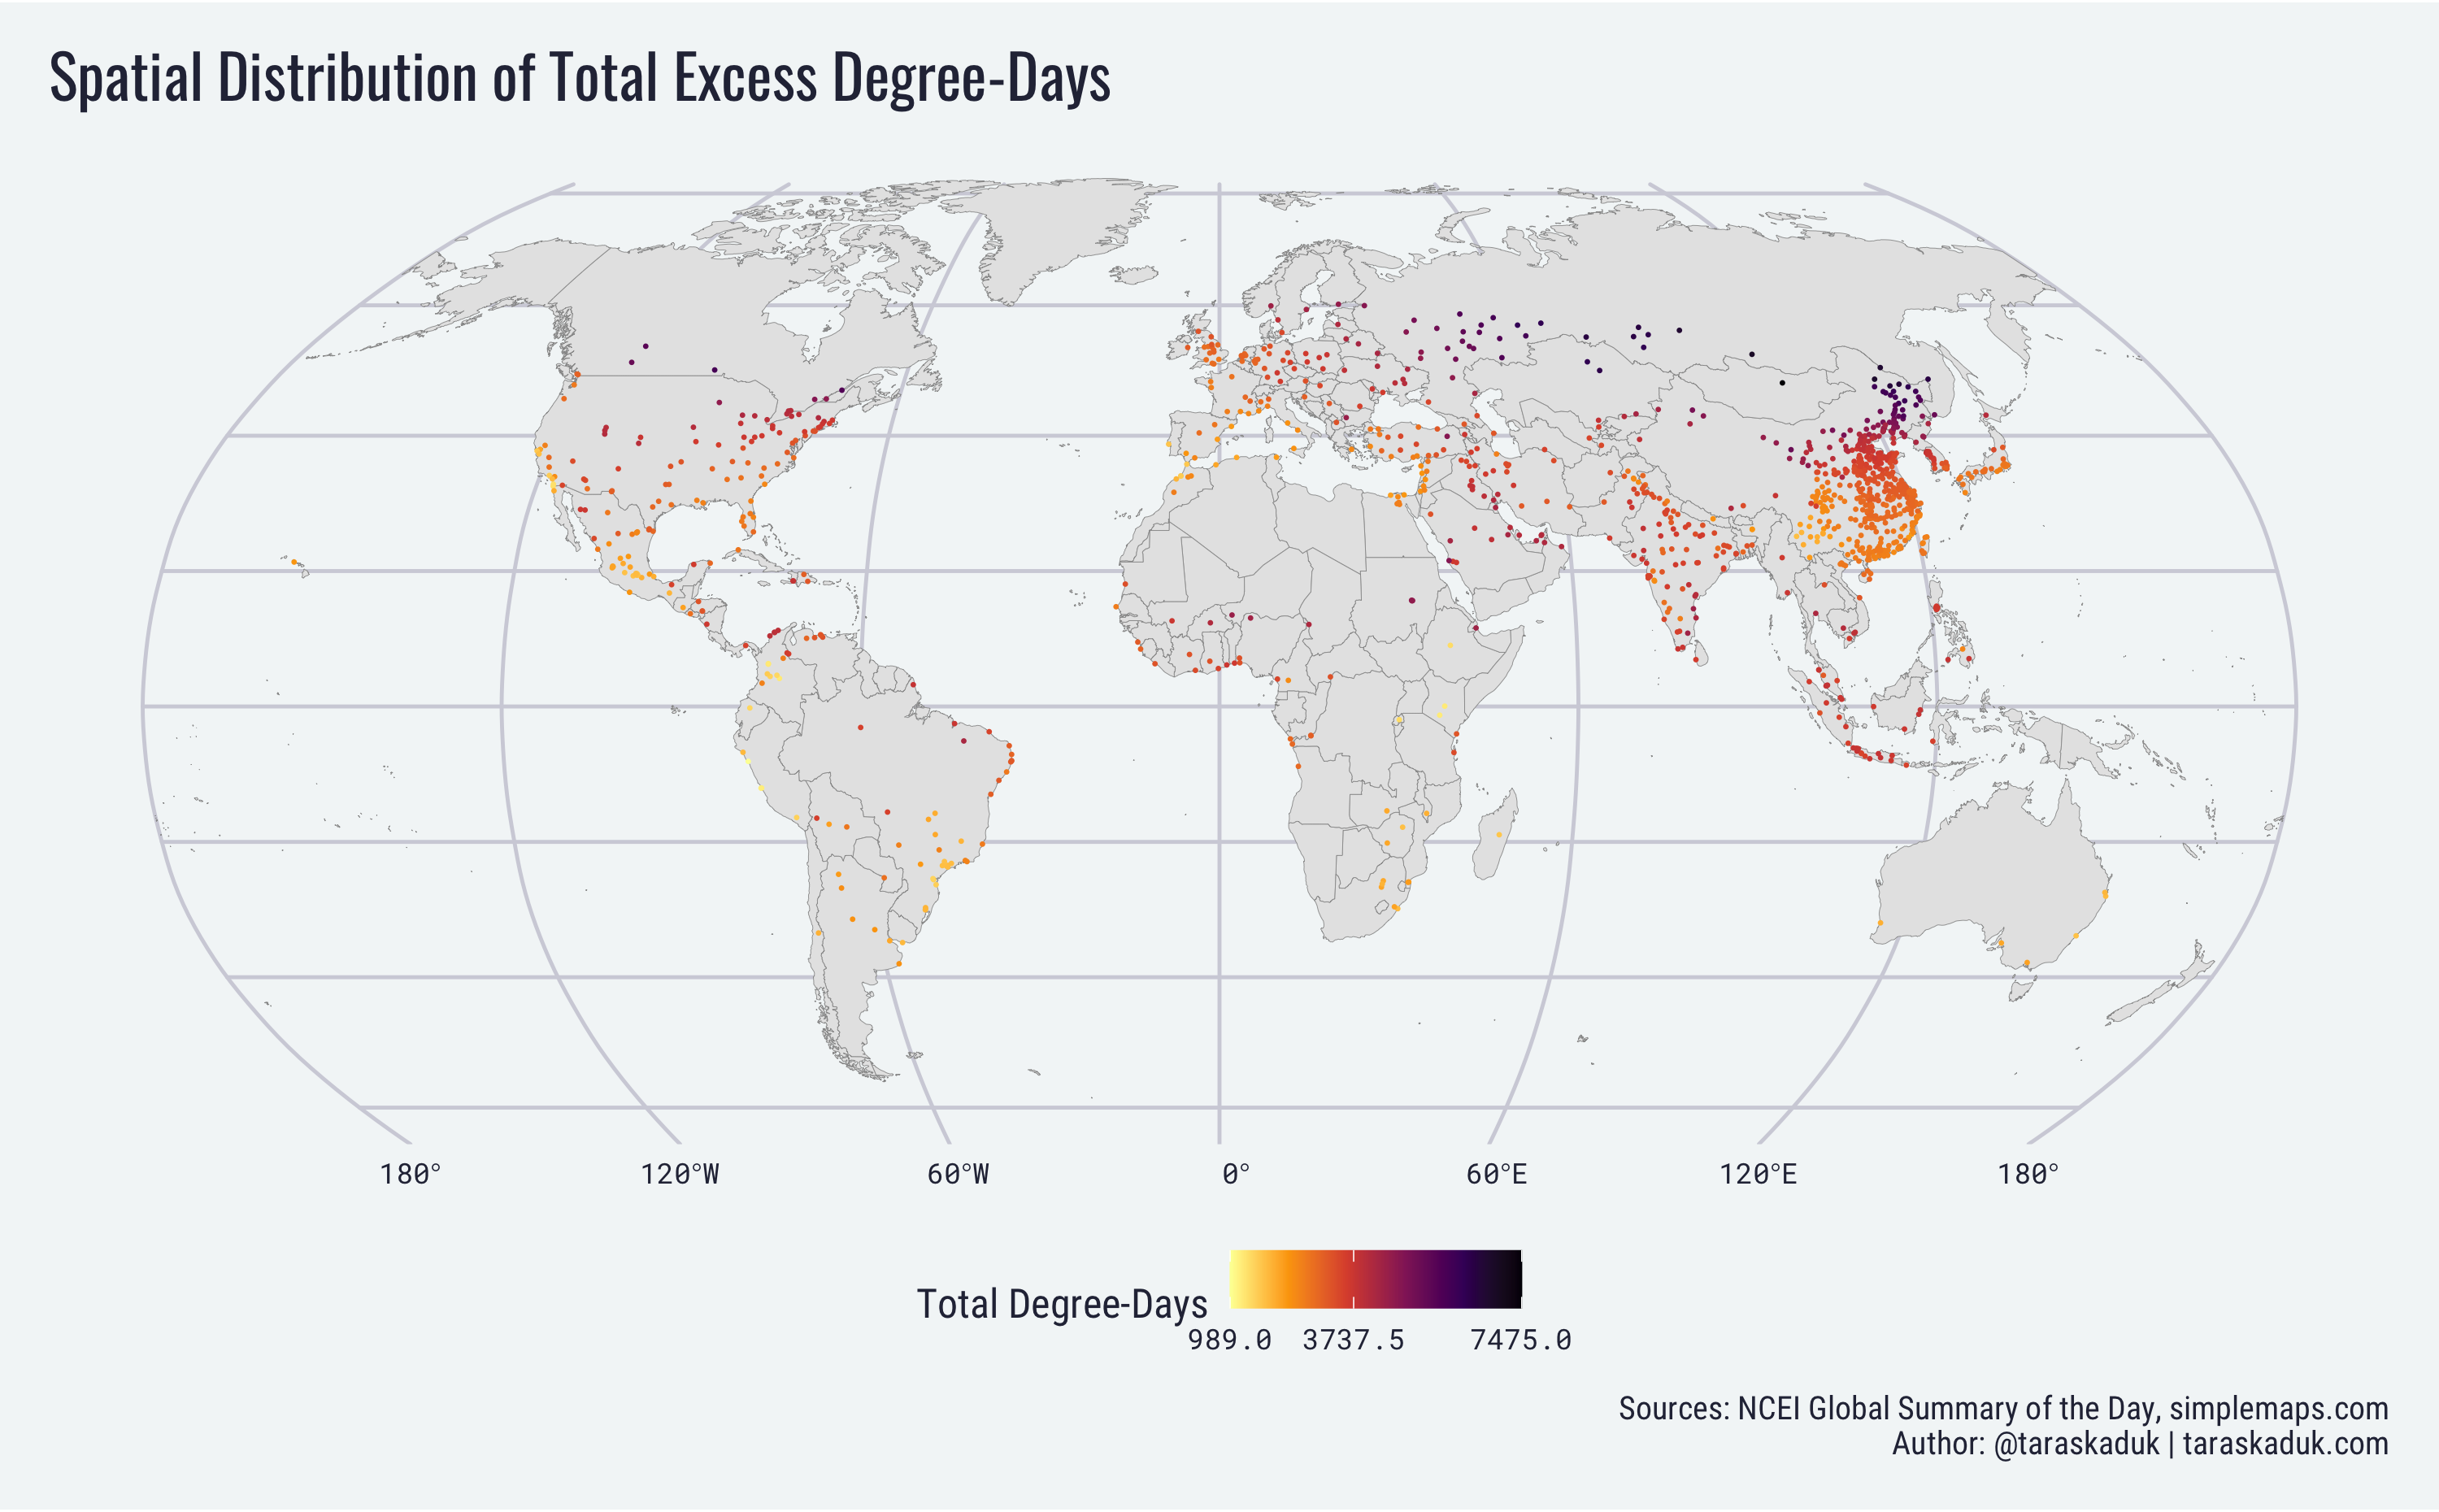 Spatial Distribution of Total Excess Degree-Days
180° 120°W 60°W 0° 60°E 120°E 180°
Total Degree-Days
989.0 3737.5 7475.0
Sources: NCEI Global Summary of the Day, simplemaps.com
Author: @taraskaduk | taraskaduk.com